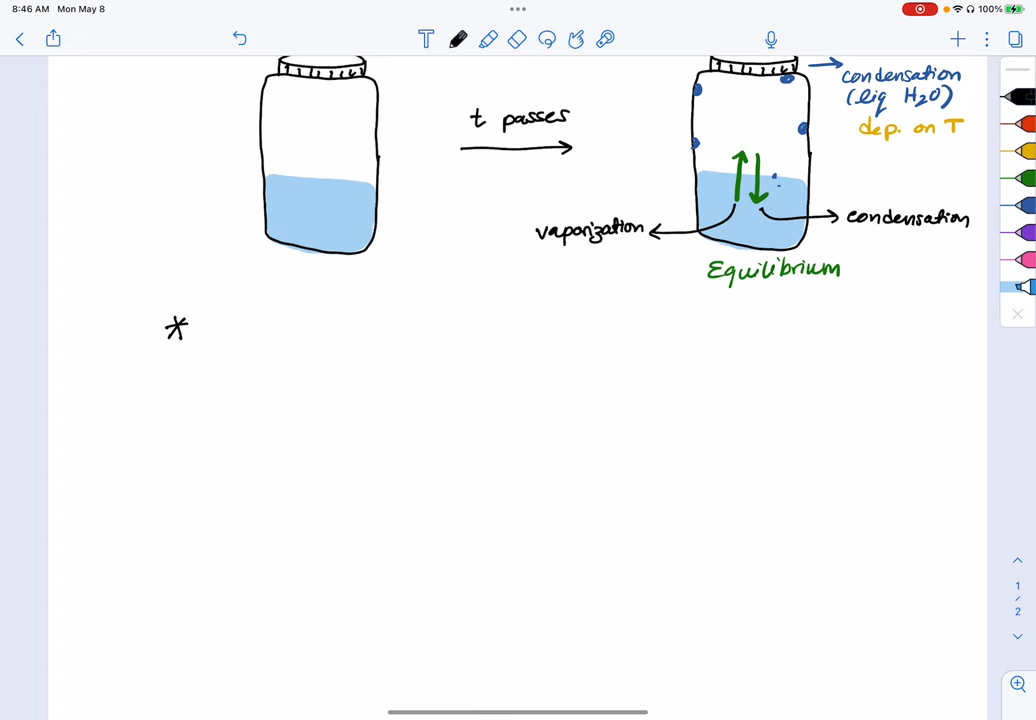 8:46 AM Mon May 8
100%
T
condensation
(liq H₂O)
dep. on T
t passes
vaporization
condensation
Equilibrium
*
1
/
2